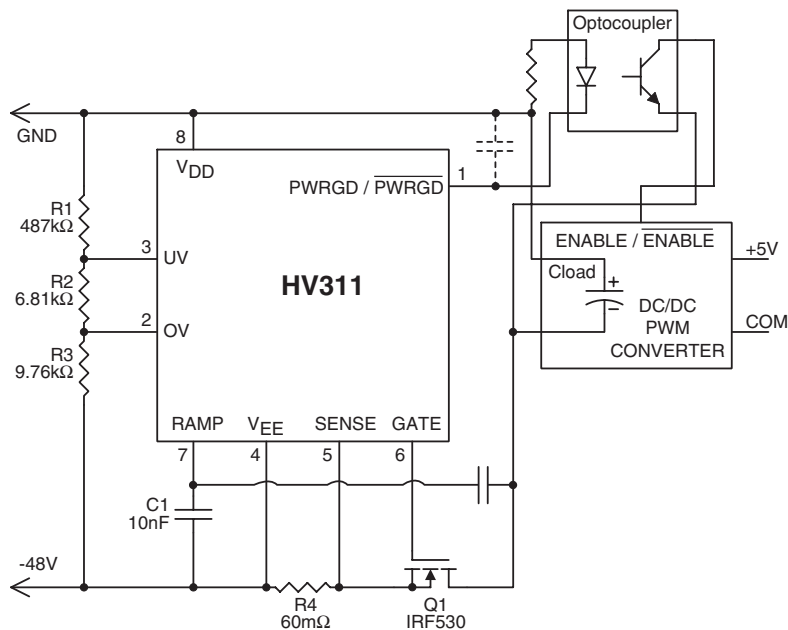 Optocoupler
GND
8
VDD
PWRGD / PWRGD
1
R1
487kΩ
3
UV
HV311
ENABLE / ENABLE
+5V
Cload
+
−
DC/DC
PWM
CONVERTER
COM
R2
6.81kΩ
2
OV
R3
9.76kΩ
RAMP
VEE
SENSE
GATE
7
4
5
6
C1
10nF
-48V
R4
60mΩ
Q1
IRF530